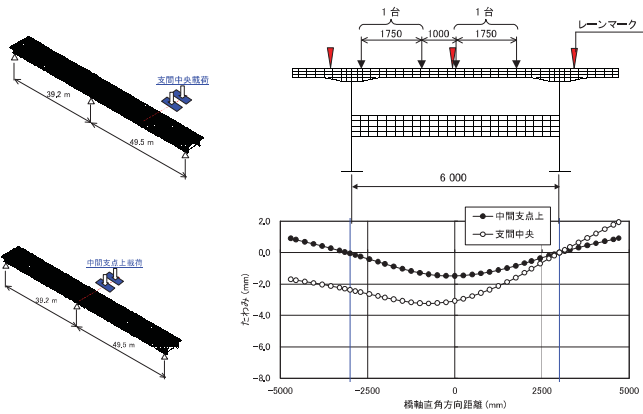 39.2 m
49.5 m
支間中央載荷
1 台
1 台
レーンマーク
1750
1000
1750
6 000
39.2 m
49.5 m
中間支点上載荷
中間支点上
支間中央
たわみ (mm)
2.0
0.0
-2.0
-4.0
-6.0
-8.0
-5000
-2500
0
2500
5000
橋軸直角方向距離 (mm)